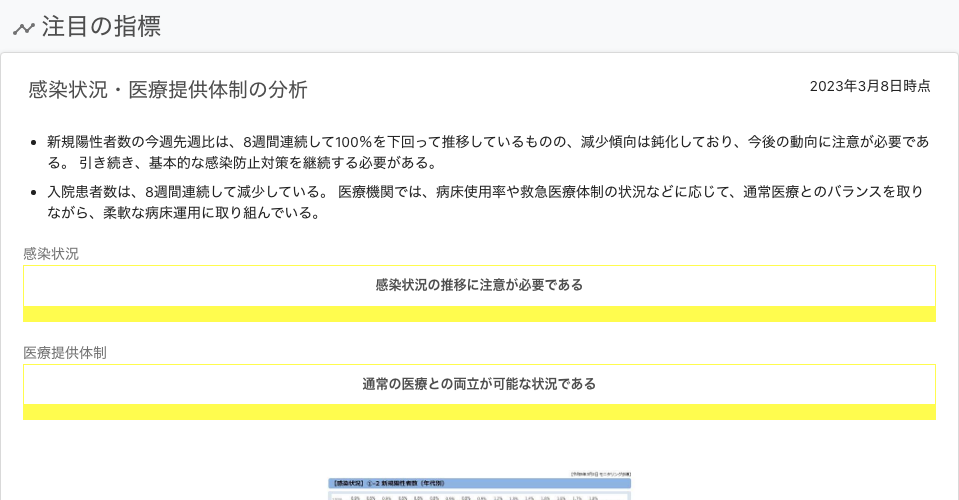 注目の指標
感染状況・医療提供体制の分析
2023年3月8日時点
新規陽性者数の今週先週比は、8週間連続して100％を下回って推移しているものの、減少傾向は鈍化しており、今後の動向に注意が必要であ
る。 引き続き、基本的な感染防止対策を継続する必要がある。
入院患者数は、8週間連続して減少している。 医療機関では、病床使用率や救急医療体制の状況などに応じて、通常医療とのバランスを取り
ながら、柔軟な病床運用に取り組んでいる。
感染状況
感染状況の推移に注意が必要である
医療提供体制
通常の医療との両立が可能な状況である
【感染状況】①-2 新規陽性者数（年代別）